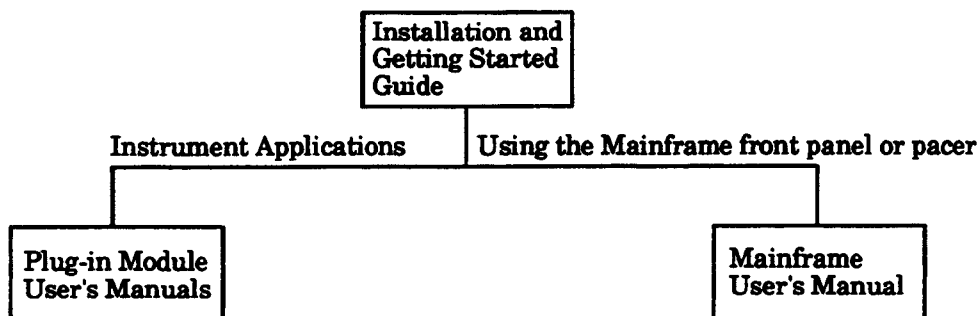 Installation and
Getting Started
Guide
Instrument Applications
Using the Mainframe front panel or pacer
Plug-in Module
User's Manuals
Mainframe
User's Manual